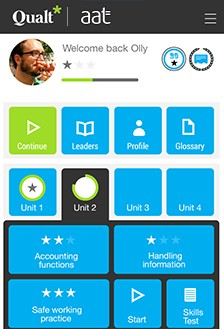 Qualt* aat
Welcome back Olly
Continue
Leaders
Profile
Glossary
Unit 1
Unit 2
Unit 3
Unit 4
Accounting
functions
Handling
information
Safe working
practice
Start
Skills
Test